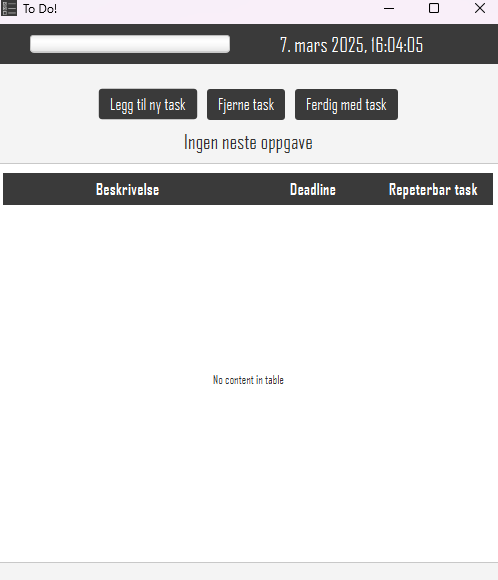 To Do!
7. mars 2025, 16:04:05
Legg til ny task Fjerne task Ferdig med task
Ingen neste oppgave
Beskrivelse Deadline Repeterbar task
No content in table